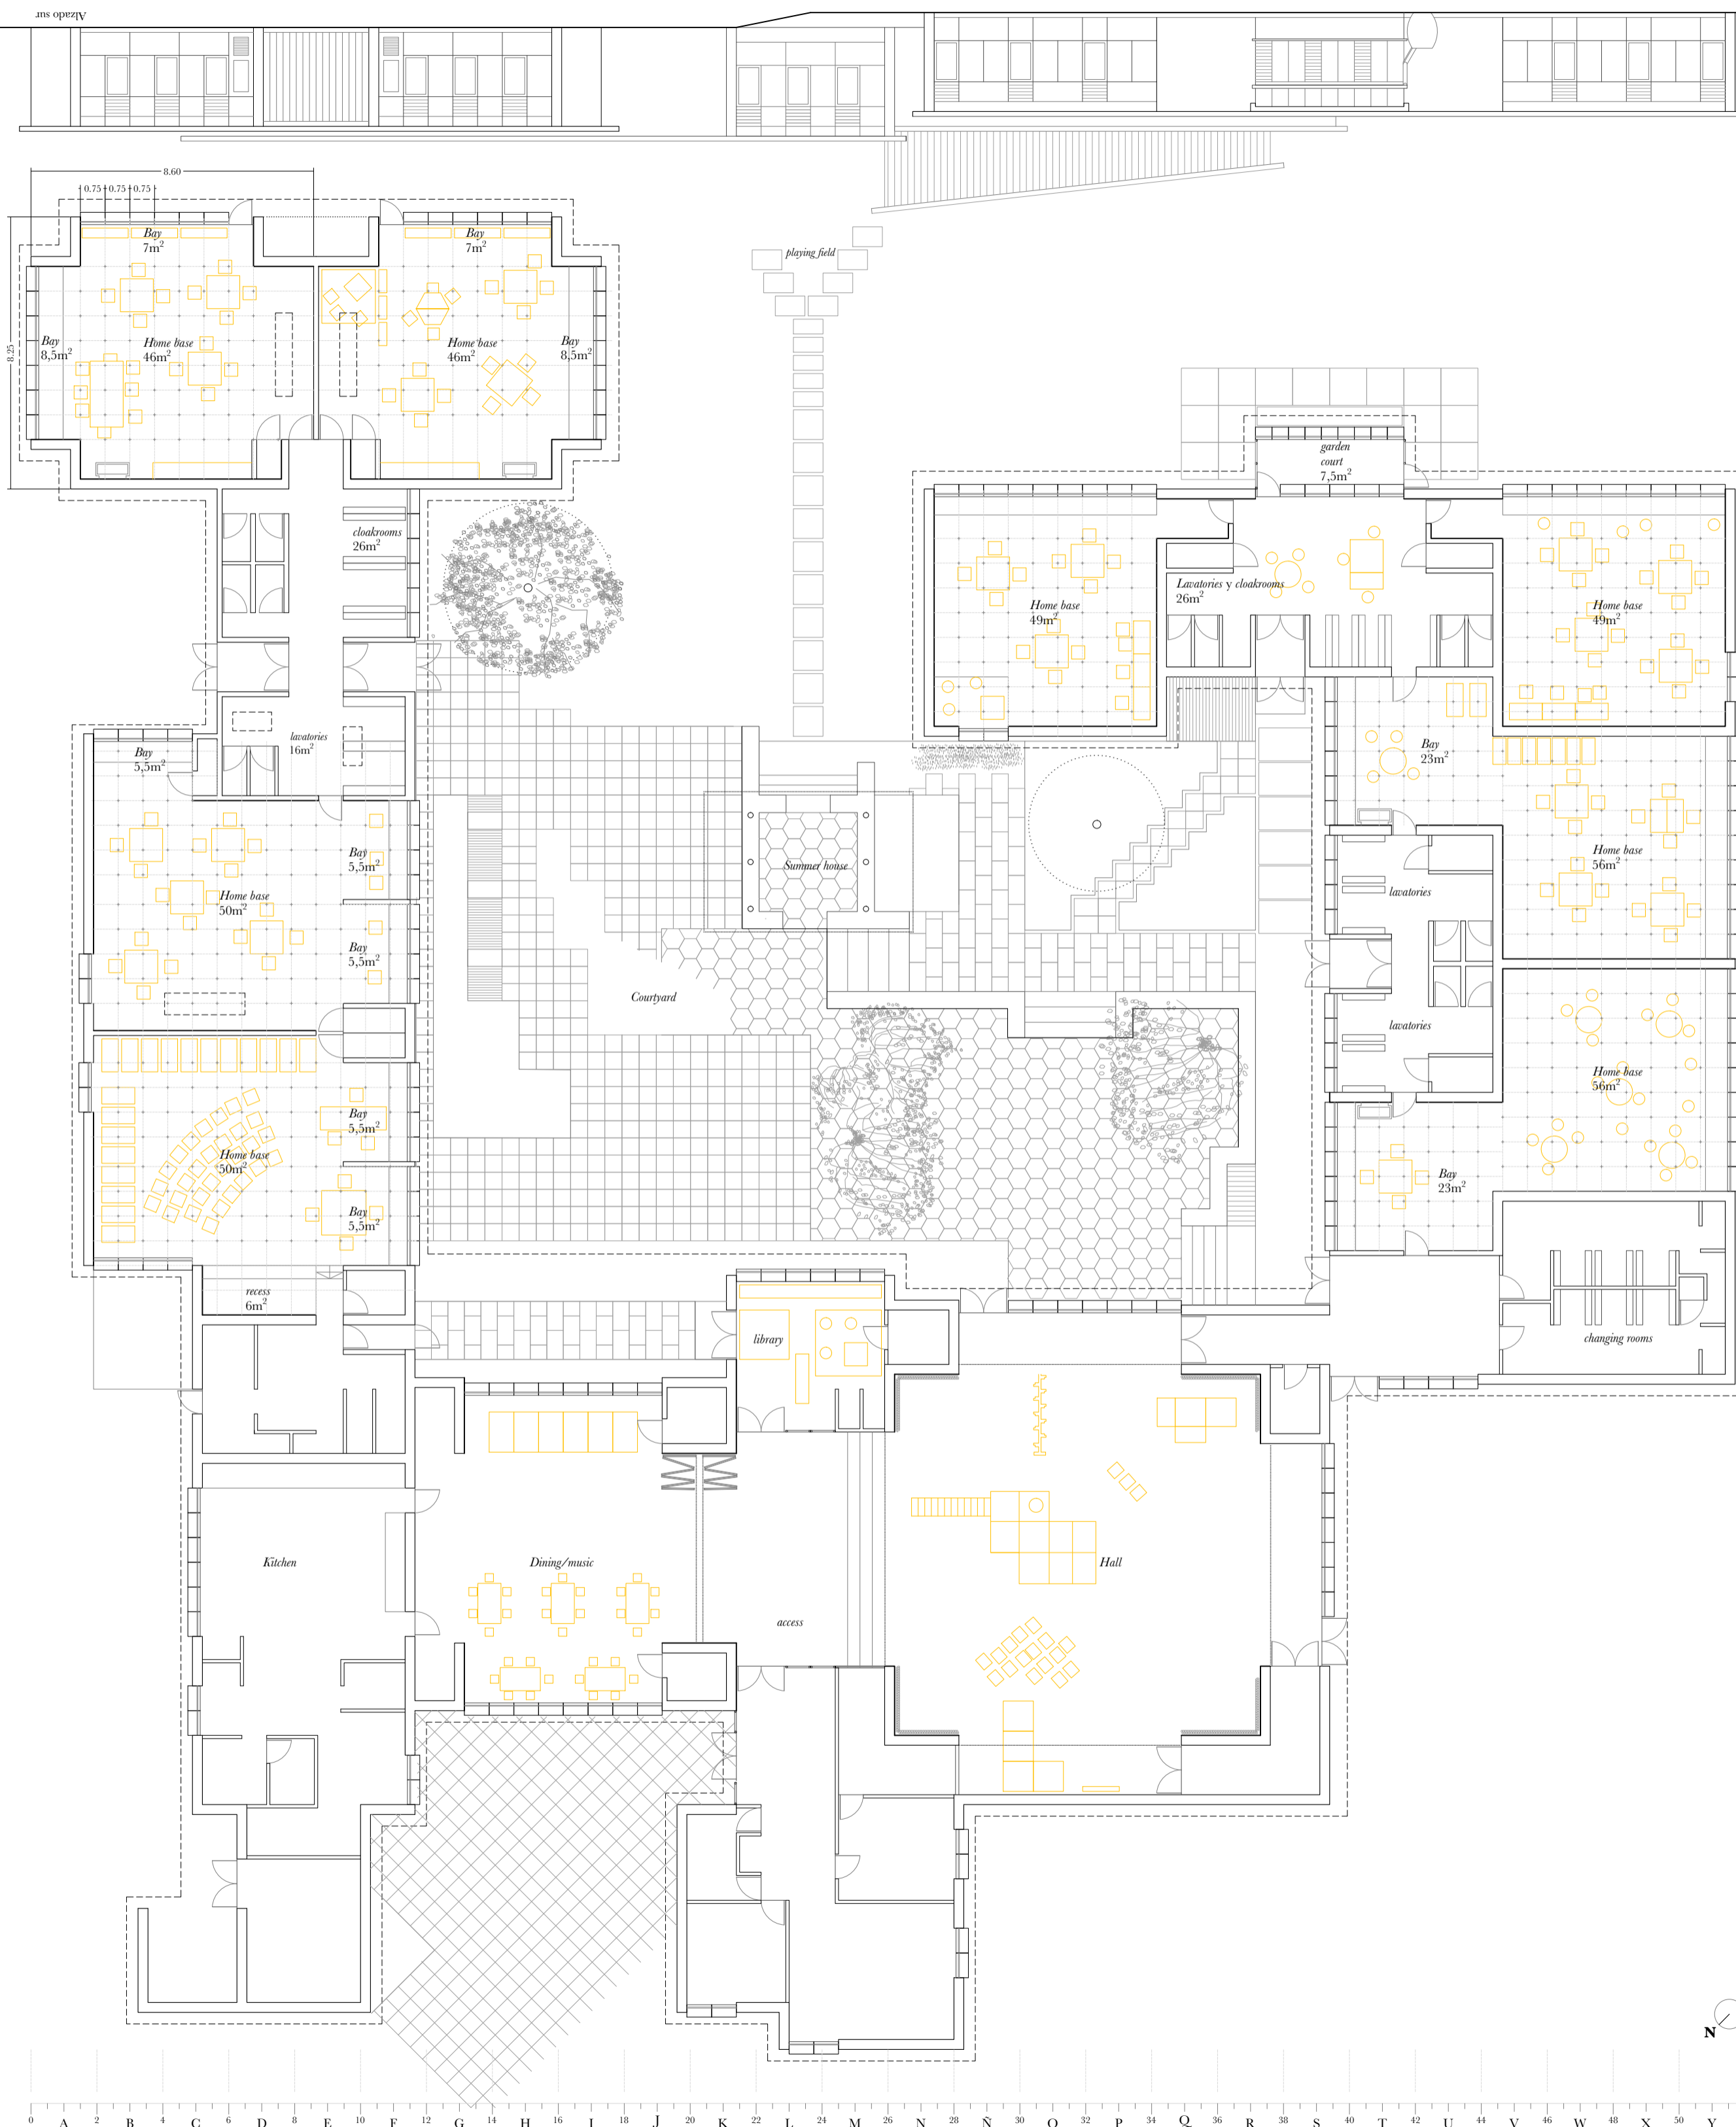 Alzado sur
8.60
0.75 0.75 0.75
8.25
Bay
7m²
Bay
7m²
playing field
Bay
8,5m²
Home base
46m²
Home base
46m²
Bay
8,5m²
garden
court
7,5m²
cloakrooms
26m²
Lavatories y cloakrooms
26m²
Home base
49m²
Home base
49m²
lavatories
16m²
Bay
5,5m²
Bay
23m²
Bay
5,5m²
Summer house
Home base
56m²
Home base
50m²
lavatories
Bay
5,5m²
Courtyard
lavatories
Home base
56m²
Bay
5,5m²
Home base
50m²
Bay
23m²
Bay
5,5m²
recess
6m²
library
changing rooms
Kitchen
Dining/music
Hall
access
N
0 2 4 6 8 10 12 14 16 18 20 22 24 26 28 30 32 34 36 38 40 42 44 46 48 50
A B C D E F G H I J K L M N Ñ O P Q R S T U V W X Y